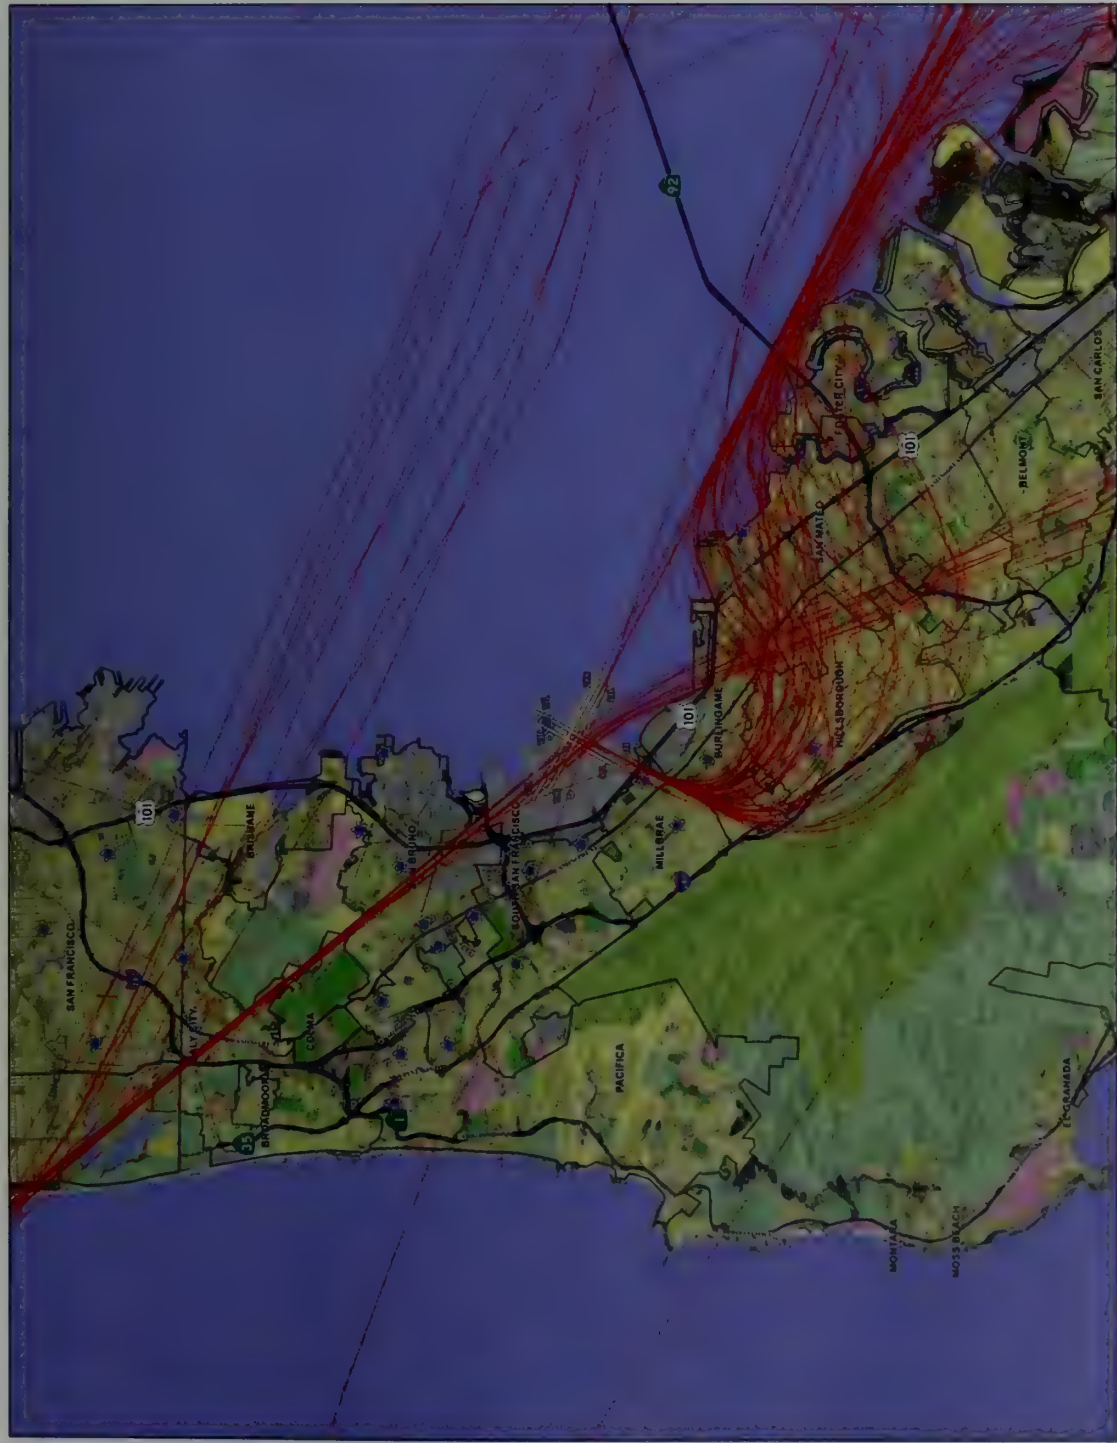 SAN FRANCISCO
101
DALY CITY
BRISBANE
BROADMOOR
COLMA
35
1
BRUNO
SOUTH SAN FRANCISCO
MILLBRAE
101
BURLINGAME
HILLSBOROUGH
PACIFICA
92
SAN MATEO
FOSTER CITY
101
BELMONT
SAN CARLOS
MONTARA
MOSS BEACH
EL GRANADA